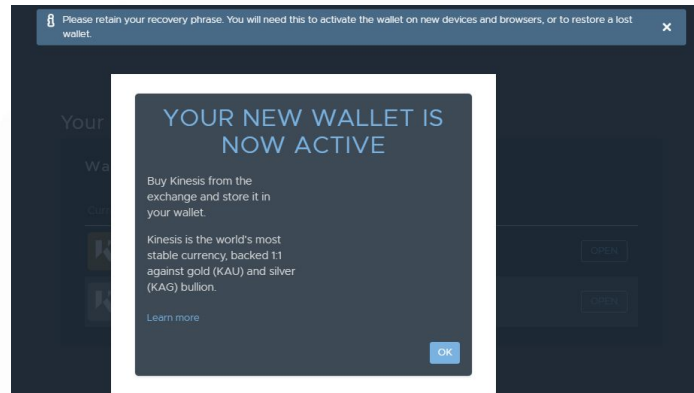 Please retain your recovery phrase. You will need this to activate the wallet on new devices and browsers, or to restore a lost
wallet.
Your
YOUR NEW WALLET IS
NOW ACTIVE
Wa
Buy Kinesis from the
exchange and store it in
your wallet.
Curr
Kinesis is the world's most
stable currency, backed 1:1
against gold (KAU) and silver
(KAG) bullion.
OPEN
OPEN
Learn more
OK